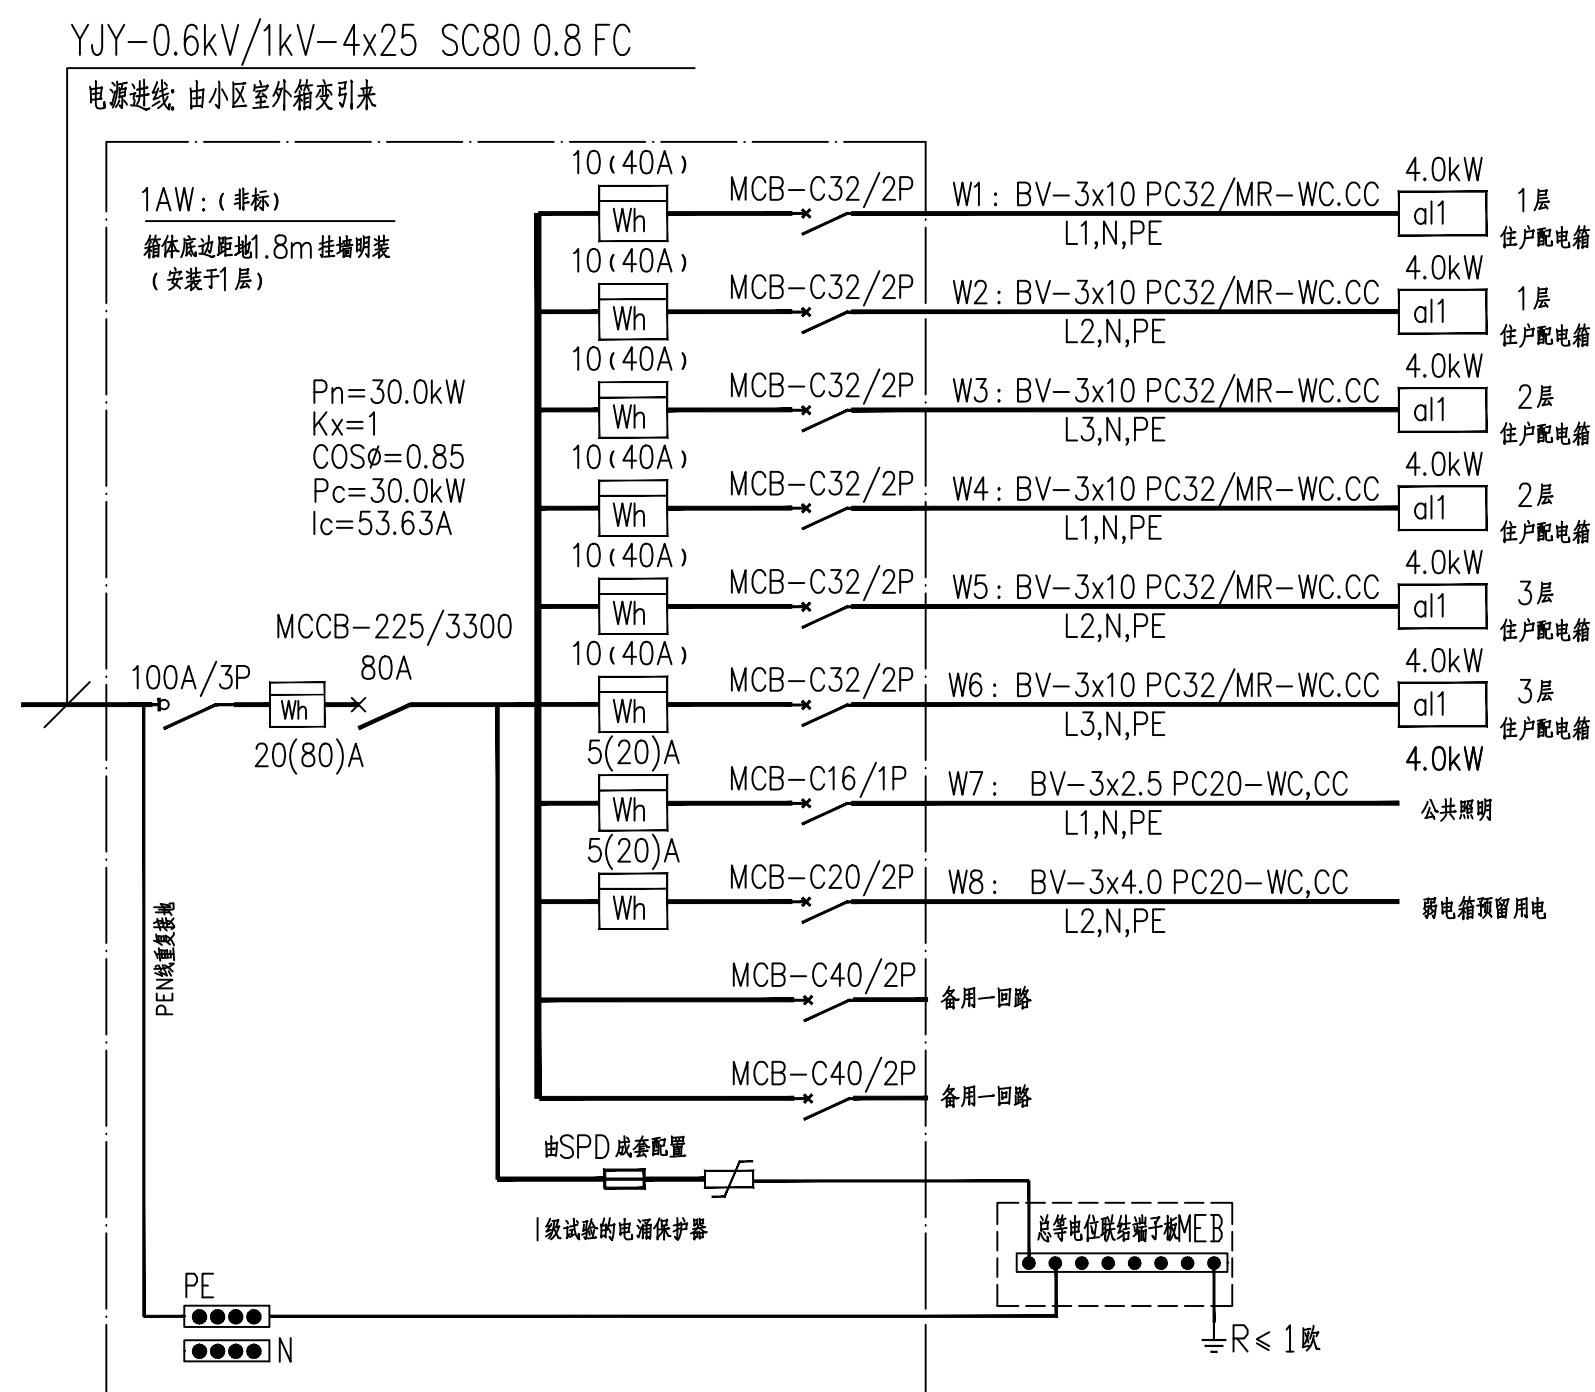 YJY-0.6kV/1kV-4x25 SC80 0.8 FC
电源进线: 由小区室外箱变引来
1AW:(非标)
箱体底边距地1.8m挂墙明装
(安装于1层)
Pn=30.0kW
Kx=1
COSø=0.85
Pc=30.0kW
Ic=53.63A
MCCB-225/3300
80A
100A/3P
Wh
20(80)A
10(40A)
Wh
MCB-C32/2P
W1: BV-3x10 PC32/MR-WC.CC
L1,N,PE
4.0kW
al1
1层
住户配电箱
10(40A)
Wh
MCB-C32/2P
W2: BV-3x10 PC32/MR-WC.CC
L2,N,PE
4.0kW
al1
1层
住户配电箱
10(40A)
Wh
MCB-C32/2P
W3: BV-3x10 PC32/MR-WC.CC
L3,N,PE
4.0kW
al1
2层
住户配电箱
10(40A)
Wh
MCB-C32/2P
W4: BV-3x10 PC32/MR-WC.CC
L1,N,PE
4.0kW
al1
2层
住户配电箱
10(40A)
Wh
MCB-C32/2P
W5: BV-3x10 PC32/MR-WC.CC
L2,N,PE
4.0kW
al1
3层
住户配电箱
10(40A)
Wh
MCB-C32/2P
W6: BV-3x10 PC32/MR-WC.CC
L3,N,PE
4.0kW
al1
3层
住户配电箱
5(20)A
Wh
MCB-C16/1P
W7: BV-3x2.5 PC20-WC,CC
L1,N,PE
4.0kW
公共照明
5(20)A
Wh
MCB-C20/2P
W8: BV-3x4.0 PC20-WC,CC
L2,N,PE
弱电箱预留用电
MCB-C40/2P
备用一回路
MCB-C40/2P
备用一回路
PEN线重复接地
由SPD成套配置
I级试验的电涌保护器
总等电位联结端子板MEB
PE
N
R≤1欧